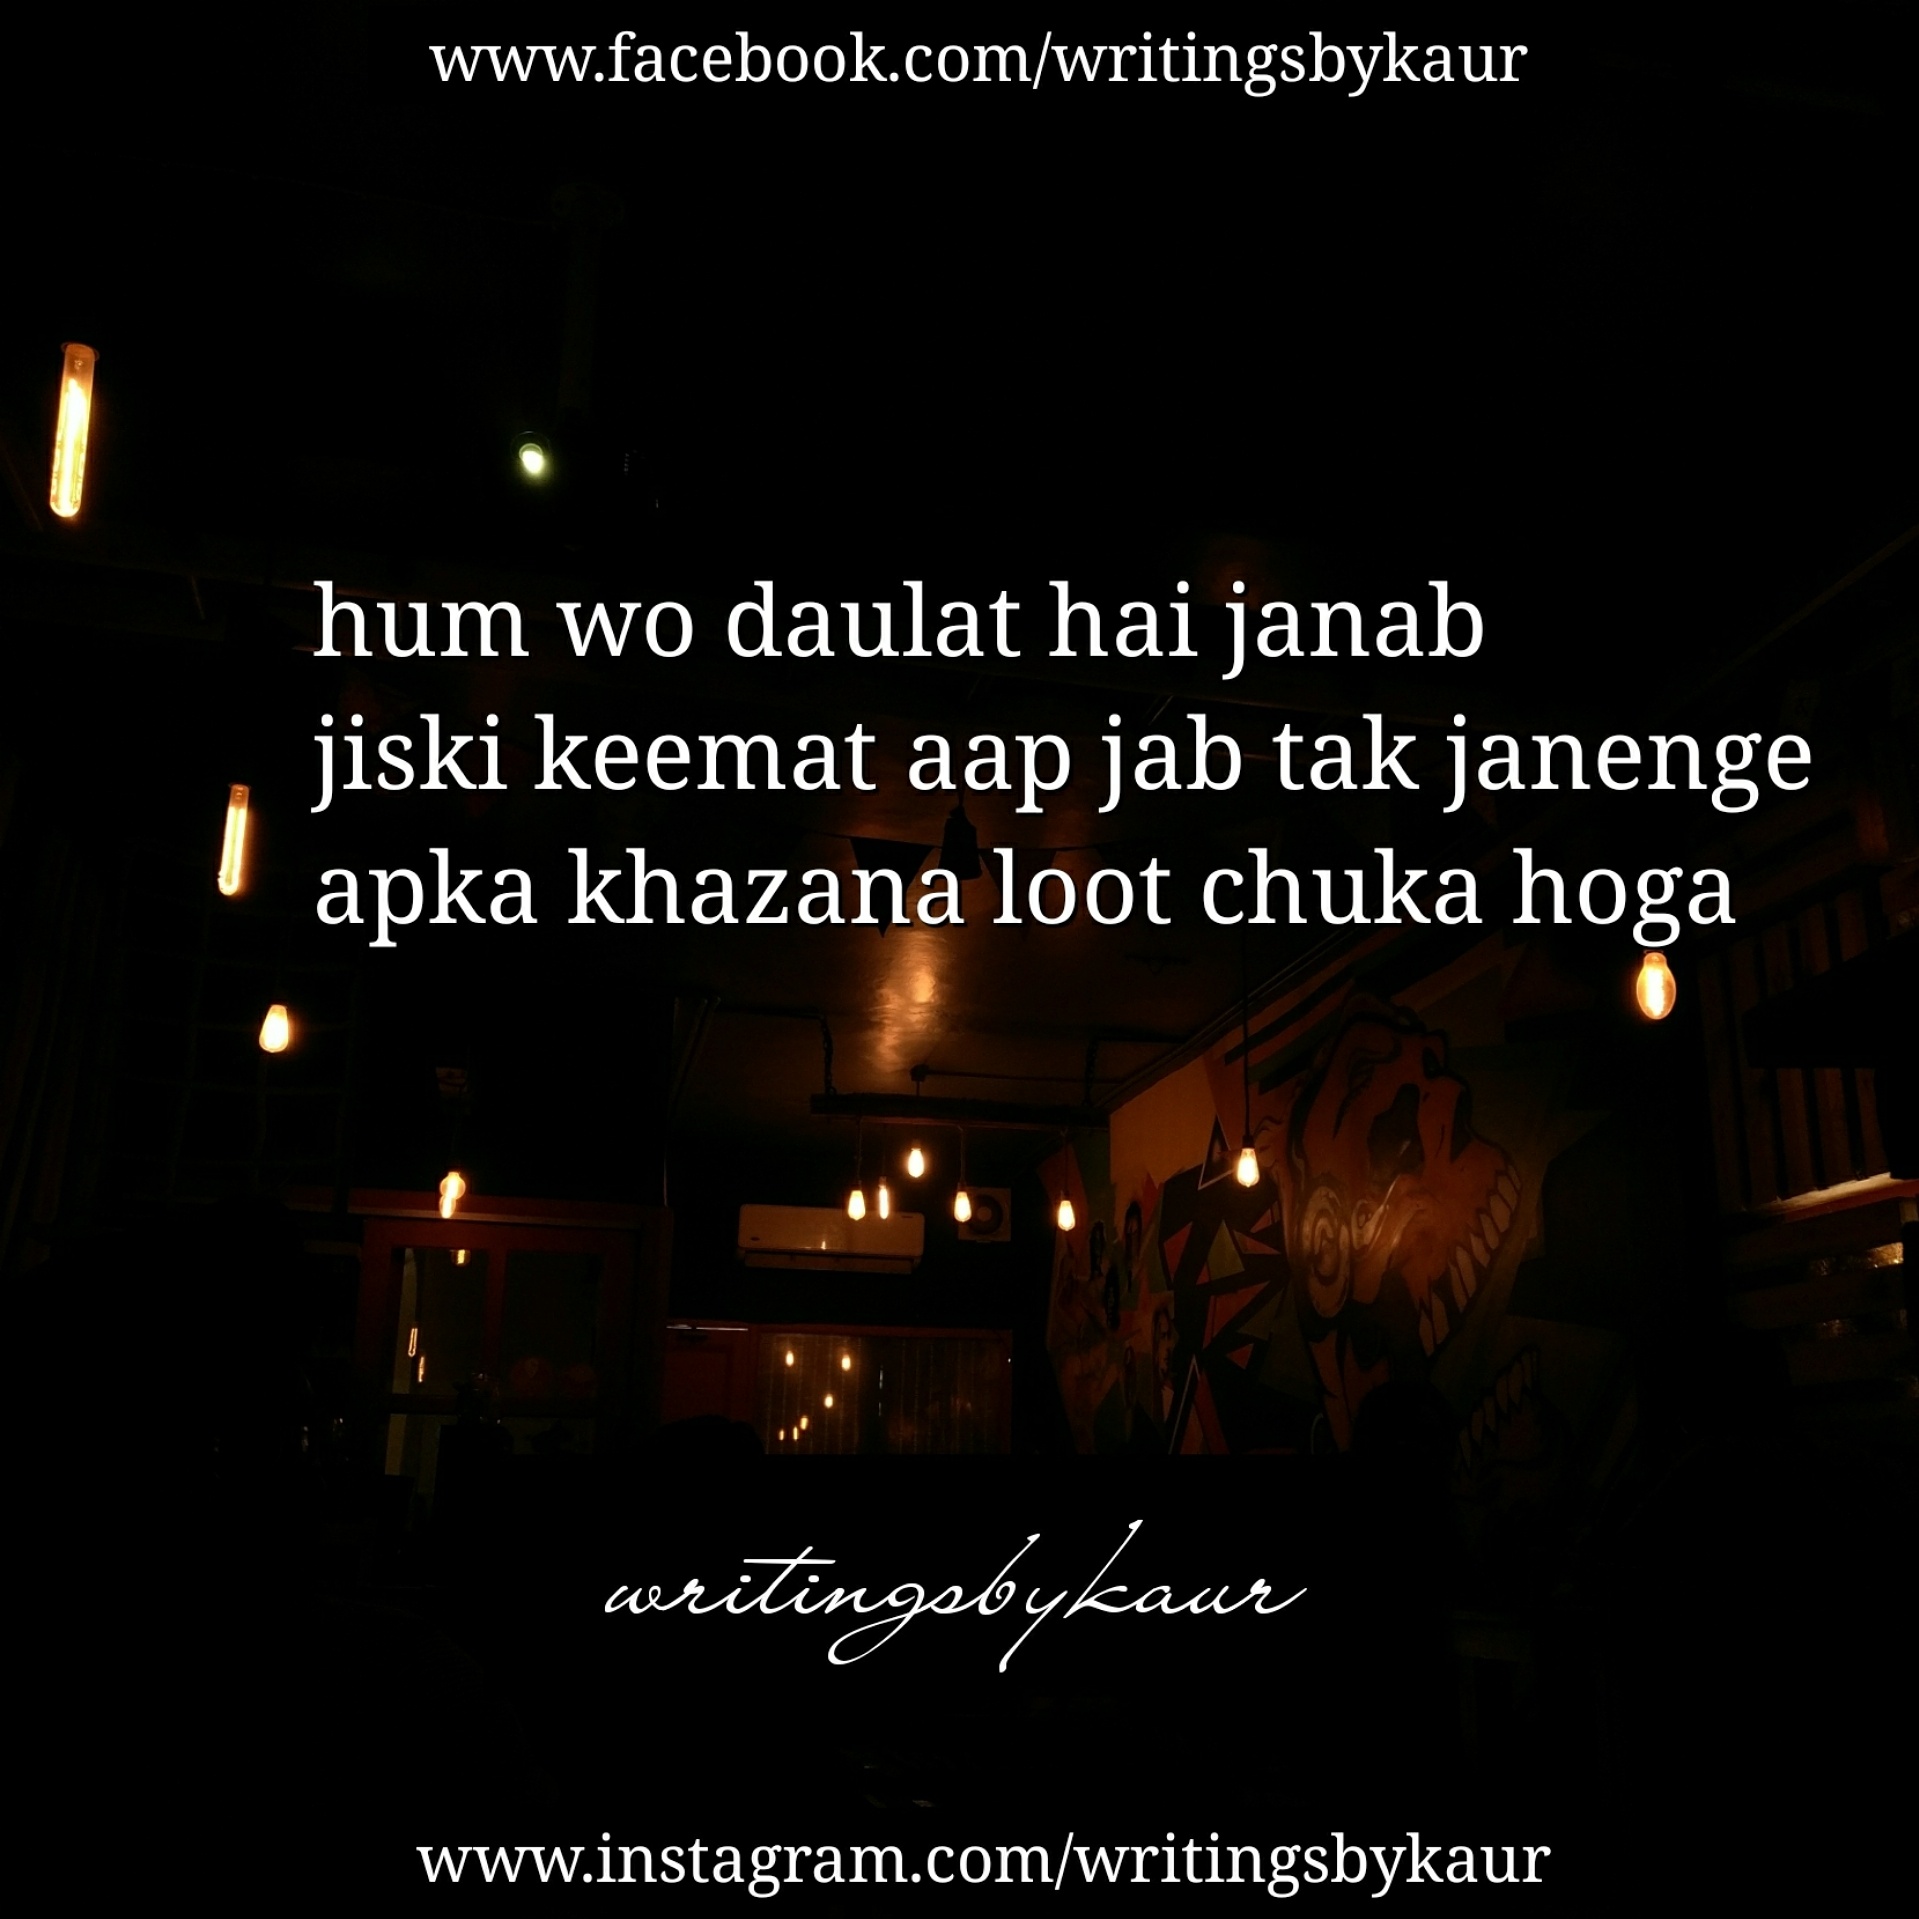 www.facebook.com/writingsbykaur
hum wo daulat hai janab
jiski keemat aap jab tak janenge
apka khazana loot chuka hoga
writingsbykaur
www.instagram.com/writingsbykaur